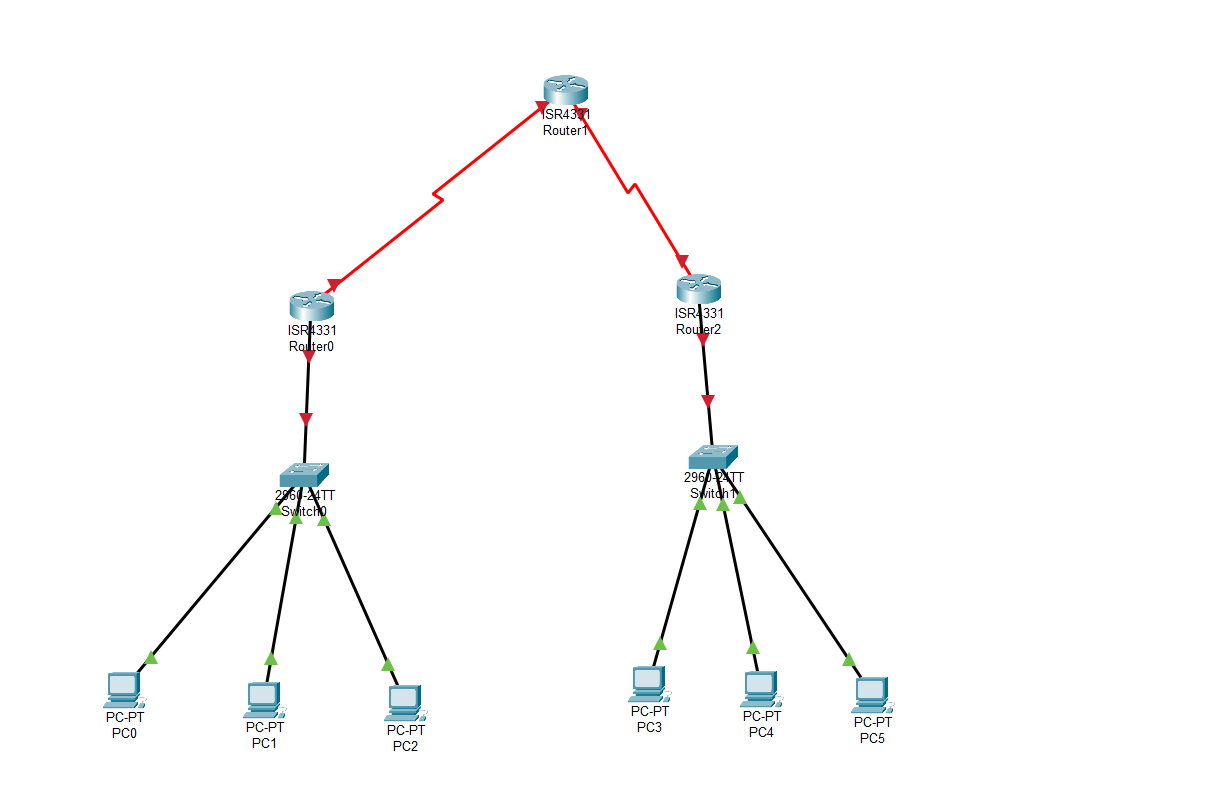 ISR4331
Router1
ISR4331
Router0
ISR4331
Router2
2960-24TT
Switch0
2960-24TT
Switch1
PC-PT
PC0
PC-PT
PC1
PC-PT
PC2
PC-PT
PC3
PC-PT
PC4
PC-PT
PC5